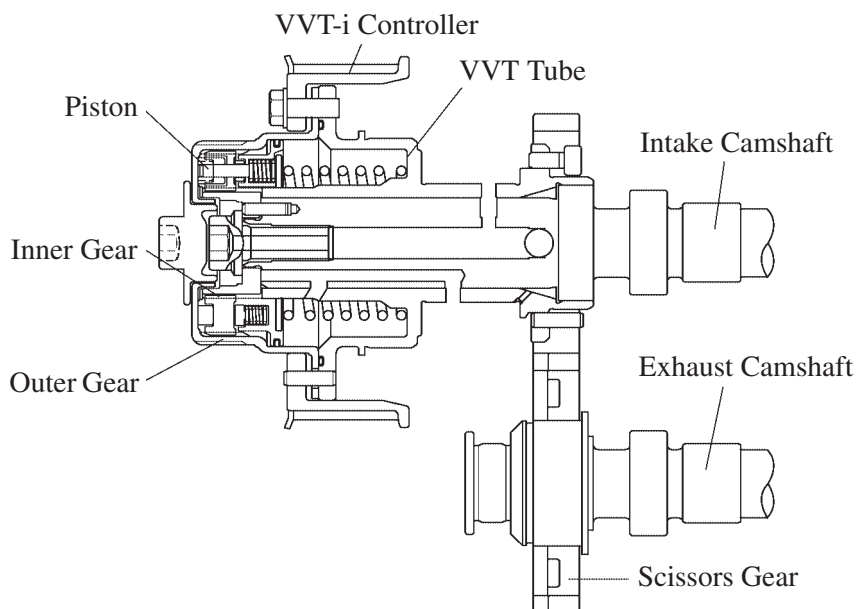 VVT-i Controller
VVT Tube
Piston
Intake Camshaft
Inner Gear
Outer Gear
Exhaust Camshaft
Scissors Gear